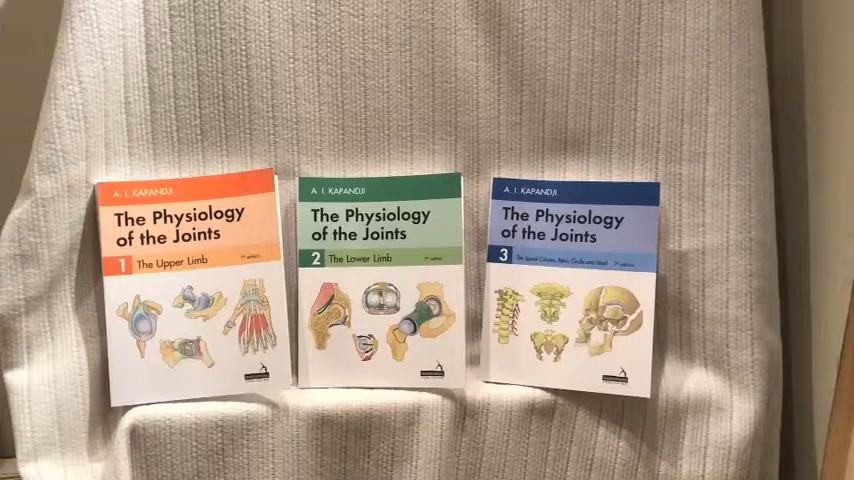 A. I. KAPANDJI
The Physiology
of the Joints
1 The Upper Limb 7th edition
A. I. KAPANDJI
The Physiology
of the Joints
2 The Lower Limb 7th edition
A. I. KAPANDJI
The Physiology
of the Joints
3 The Spinal Column, Pelvic Girdle and Head 7th edition